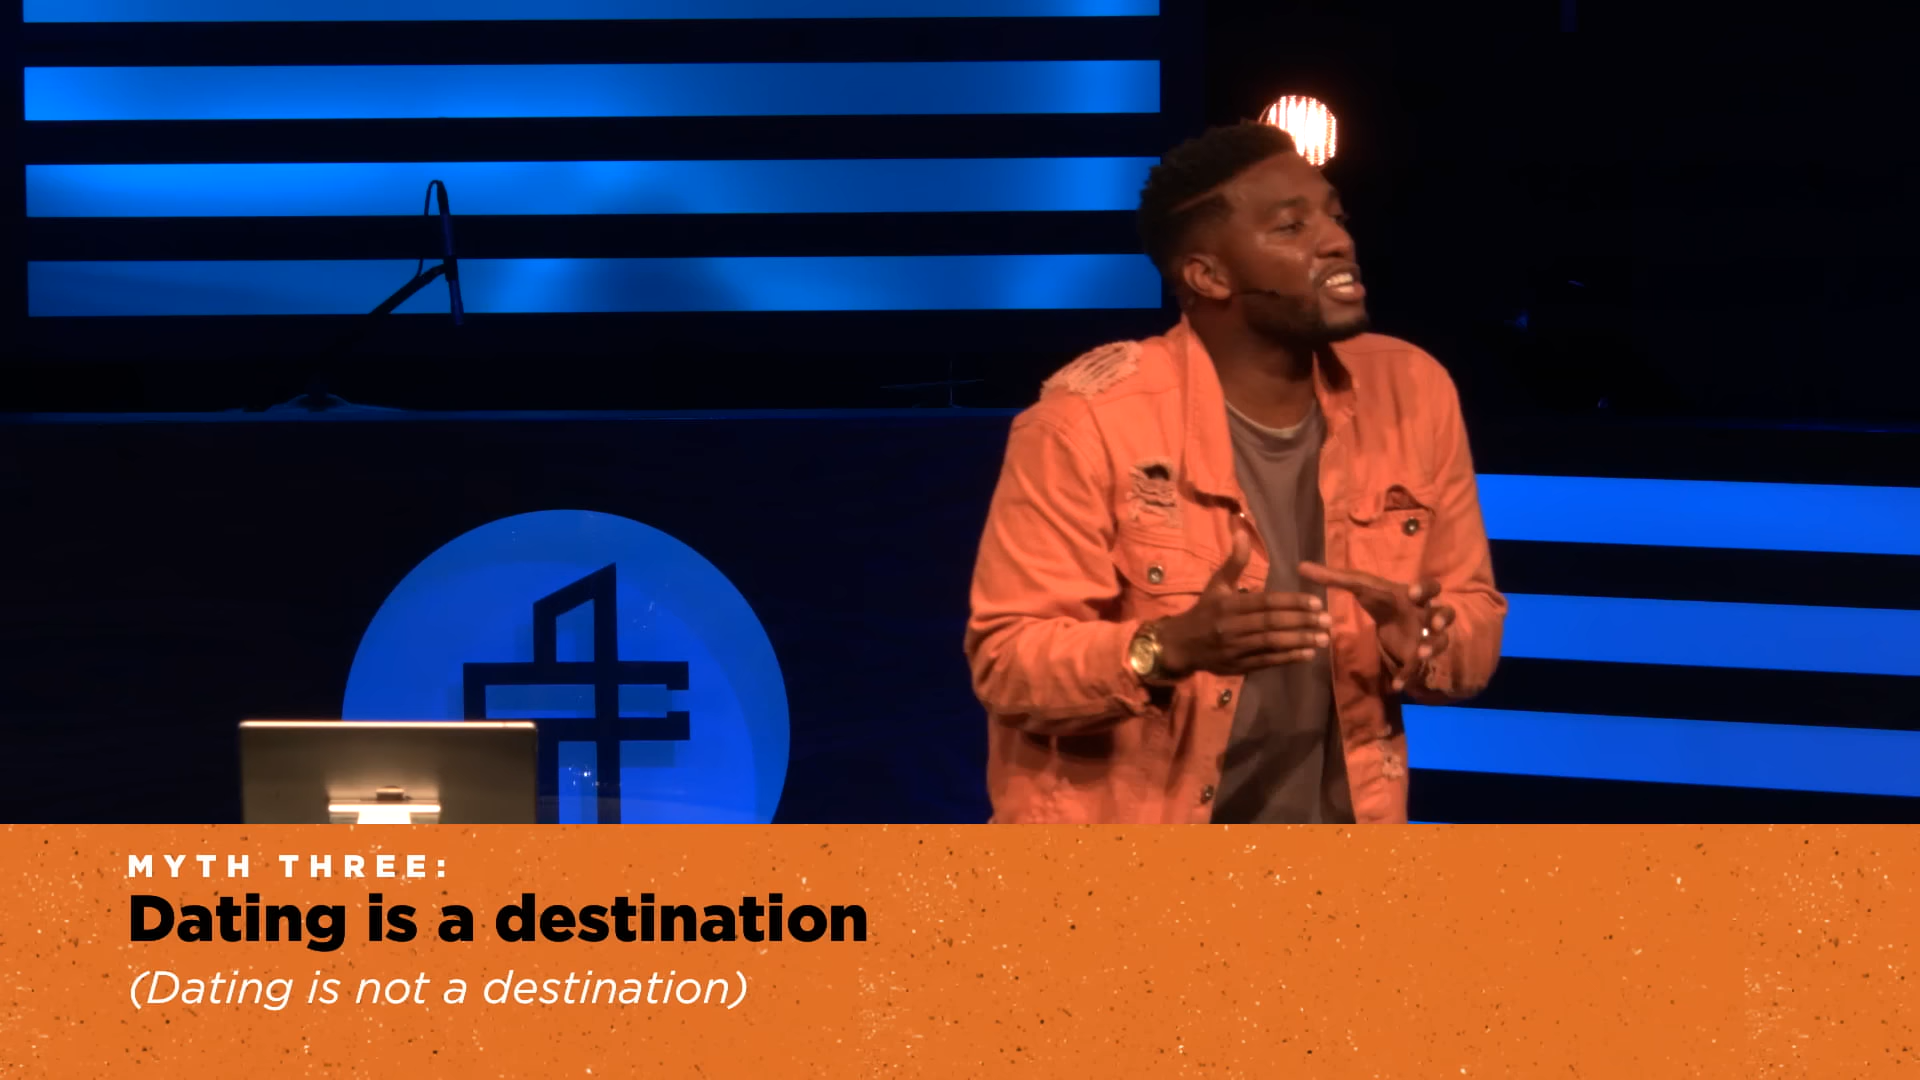 MYTH THREE:
Dating is a destination
(Dating is not a destination)